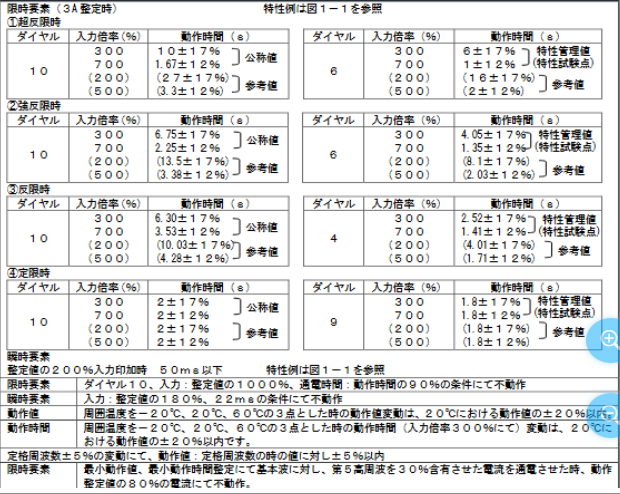 限時要素（３A整定時） 特性例は図１－１を参照
①超反限時
ダイヤル 入力倍率(%) 動作時間（s） ダイヤル 入力倍率（%） 動作時間（s）
１０ ３００ １０±１７% 公称値 ６ ３００ ６±１７% 特性管理値
７００ 1.67±１２% ７００ １±１２% (特性試験点)
（２００） （２７±１７%） 参考値 （２００） （１６±１７%） 参考値
（５００） （3.3±１２%） （５００） （２±１２%）
②強反限時
ダイヤル 入力倍率(%) 動作時間（s） ダイヤル 入力倍率（%） 動作時間（s）
１０ ３００ 6.75±１７% 公称値 ６ ３００ 4.05±１７% 特性管理値
７００ 2.25±１２% ７００ 1.35±１２% (特性試験点)
（２００） (13.5±１７%) 参考値 （２００） (8.1±１７%) 参考値
（５００） (3.38±１２%) （５００） (2.03±１２%)
③反限時
ダイヤル 入力倍率(%) 動作時間（s） ダイヤル 入力倍率（%） 動作時間（s）
１０ ３００ 6.30±１７% 公称値 ４ ３００ 2.52±１７% 特性管理値
７００ 3.53±１２% ７００ 1.41±１２% (特性試験点)
（２００） (10.03±１７%) 参考値 （２００） (4.01±１７%) 参考値
（５００） (4.28±１２%) （５００） (1.71±１２%)
④定限時
ダイヤル 入力倍率(%) 動作時間（s） ダイヤル 入力倍率（%） 動作時間（s）
１０ ３００ ２±１７% 公称値 ９ ３００ 1.8±１７% 特性管理値
７００ ２±１２% ７００ 1.8±１２% (特性試験点)
（２００） ２±１７% 参考値 （２００） (1.8±１７%) 参考値
（５００） ２±１２% （５００） (1.8±１２%)
瞬時要素
整定値の２００%入力印加時 ５０ms以下 特性例は図１－１を参照
限時要素 ダイヤル１０、入力：整定値の１０００%、通電時間：動作時間の９０%の条件にて不動作
瞬時要素 入力：整定値の１８０%、２２msの条件にて不動作
動作値 周囲温度を－２０℃、２０℃、６０℃の３点とした時の動作値変動は、２０℃における動作値の±２０%以内。
動作時間 周囲温度を－２０℃、２０℃、６０℃の３点とした時の動作時間（入力倍率３００%にて）変動は、２０℃に
おける動作値の±２０%以内です。
定格周波数±５%の変動にて、動作値：定格周波数の時の値に対し±５%以内
限時要素 最小動作値、最小動作時間整定にて基本波に対し、第５高周波を３０%含有させた電流を通電させた時、動作
整定値の８０%の電流にて不動作。